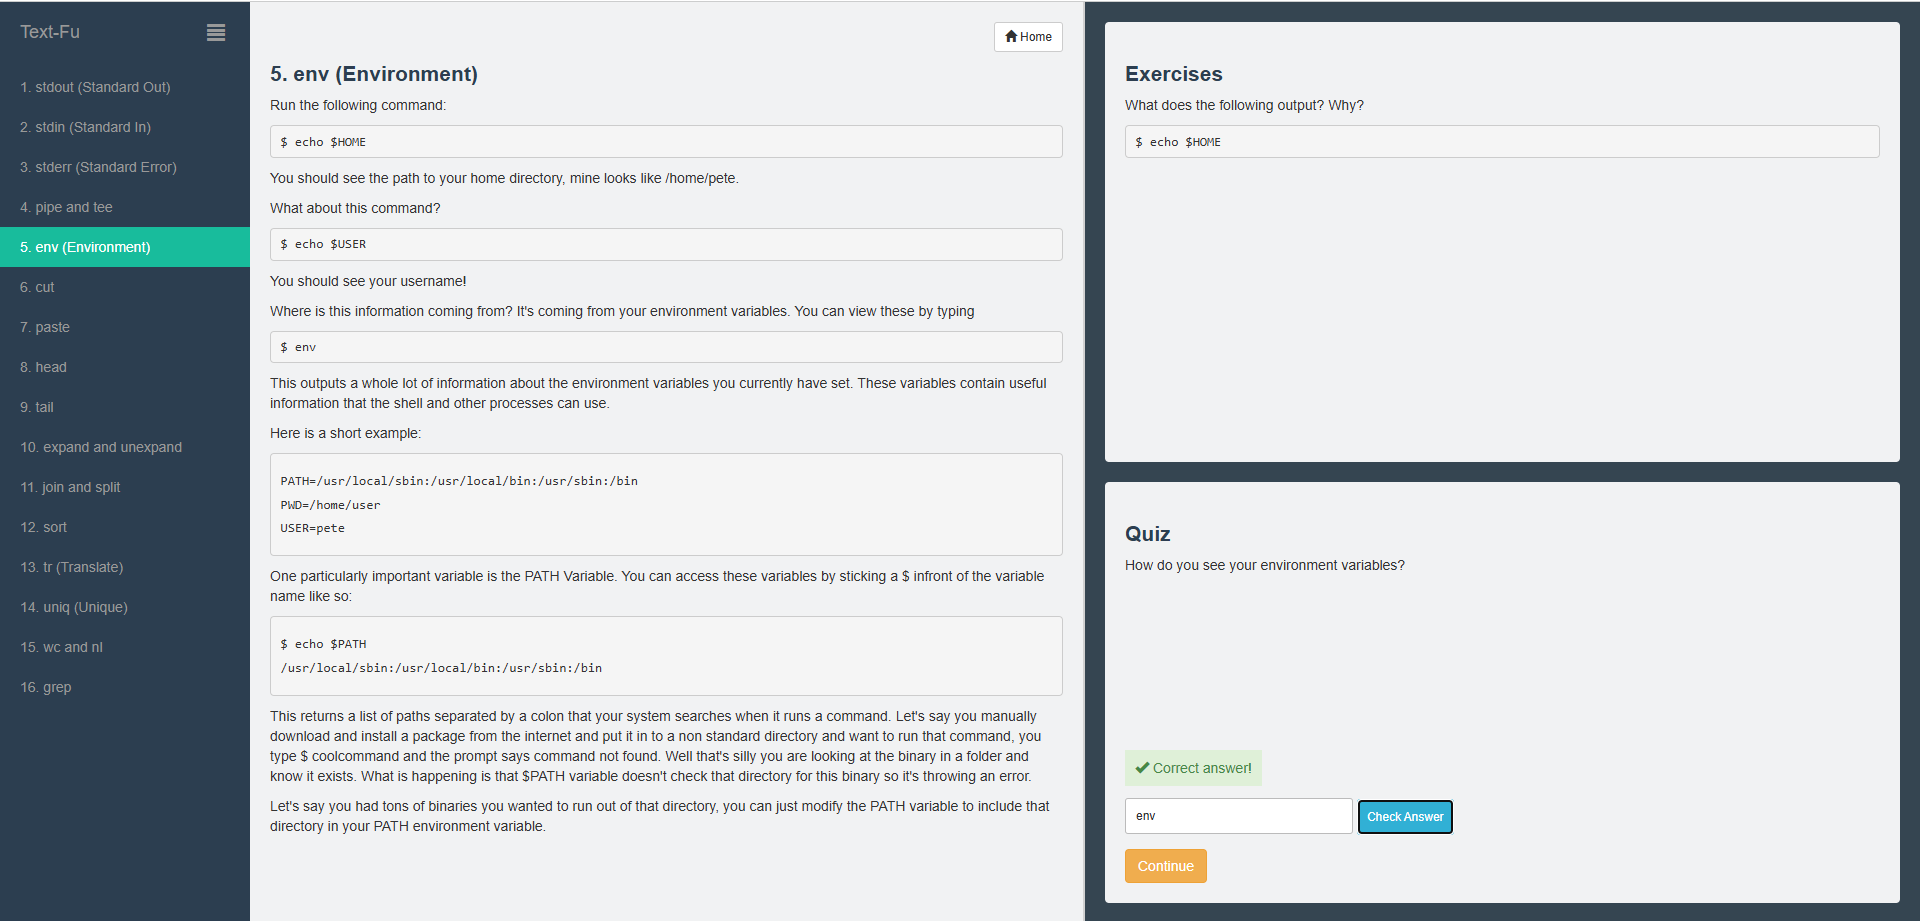 Text-Fu
1. stdout (Standard Out)
2. stdin (Standard In)
3. stderr (Standard Error)
4. pipe and tee
5. env (Environment)
6. cut
7. paste
8. head
9. tail
10. expand and unexpand
11. join and split
12. sort
13. tr (Translate)
14. uniq (Unique)
15. wc and nl
16. grep
Home
5. env (Environment)
Run the following command:
$ echo $HOME
You should see the path to your home directory, mine looks like /home/pete.
What about this command?
$ echo $USER
You should see your username!
Where is this information coming from? It's coming from your environment variables. You can view these by typing
$ env
This outputs a whole lot of information about the environment variables you currently have set. These variables contain useful
information that the shell and other processes can use.
Here is a short example:
PATH=/usr/local/sbin:/usr/local/bin:/usr/sbin:/bin
PWD=/home/user
USER=pete
One particularly important variable is the PATH Variable. You can access these variables by sticking a $ infront of the variable
name like so:
$ echo $PATH
/usr/local/sbin:/usr/local/bin:/usr/sbin:/bin
This returns a list of paths separated by a colon that your system searches when it runs a command. Let's say you manually
download and install a package from the internet and put it in to a non standard directory and want to run that command, you
type $ coolcommand and the prompt says command not found. Well that's silly you are looking at the binary in a folder and
know it exists. What is happening is that $PATH variable doesn't check that directory for this binary so it's throwing an error.
Let's say you had tons of binaries you wanted to run out of that directory, you can just modify the PATH variable to include that
directory in your PATH environment variable.
Exercises
What does the following output? Why?
$ echo $HOME
Quiz
How do you see your environment variables?
Correct answer!
env
Check Answer
Continue